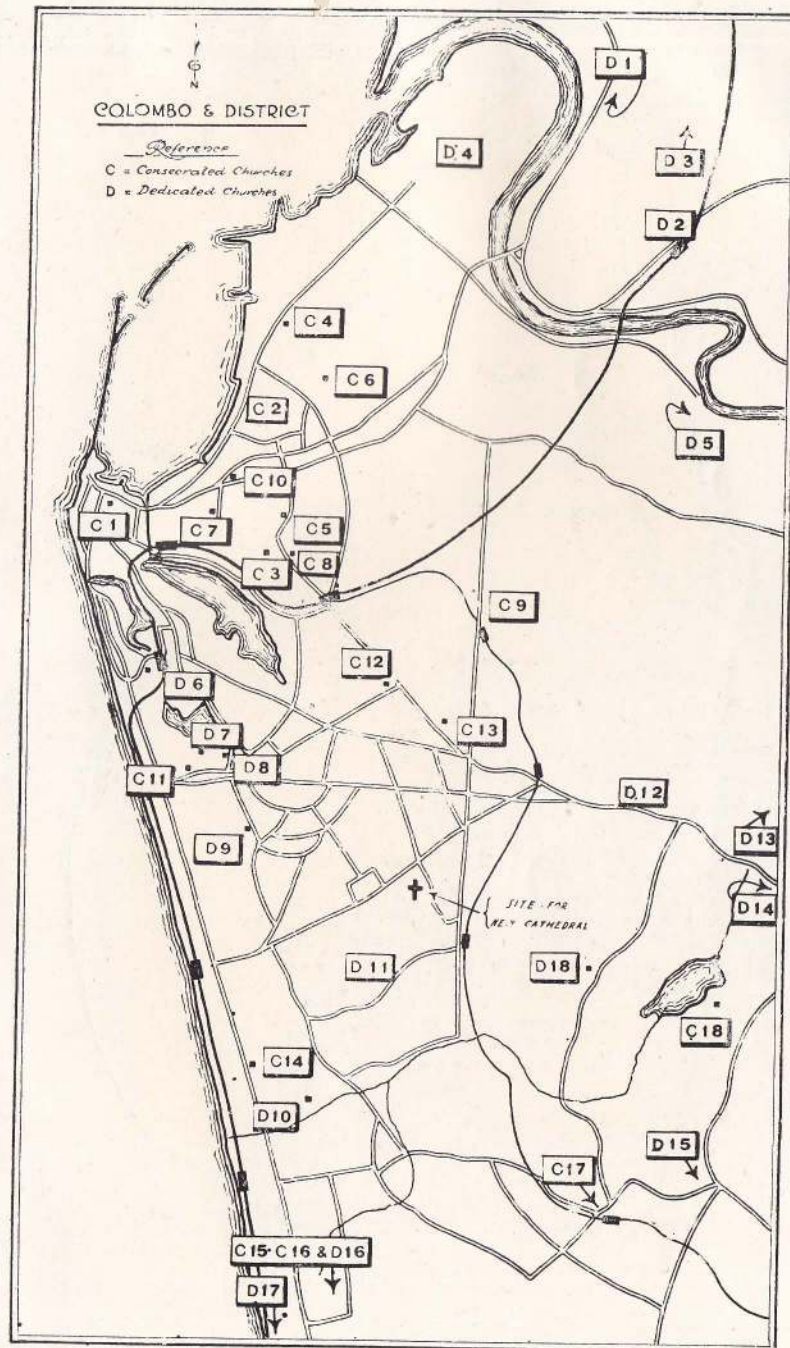 N
COLOMBO & DISTRICT
Reference
C = Consecrated Churches
D = Dedicated Churches
D 1
D 4
D 3
D 2
C 4
C 6
C 2
D 5
C 10
C 1
C 7
C 5
C 3
C 8
C 9
C 12
D 6
C 13
D 7
D 8
C 11
D 12
D 9
D 13
D 14
SITE FOR
NEW CATHEDRAL
D 11
D 18
C 18
C 14
D 10
C 17
D 15
C 15 · C 16 & D 16
D 17